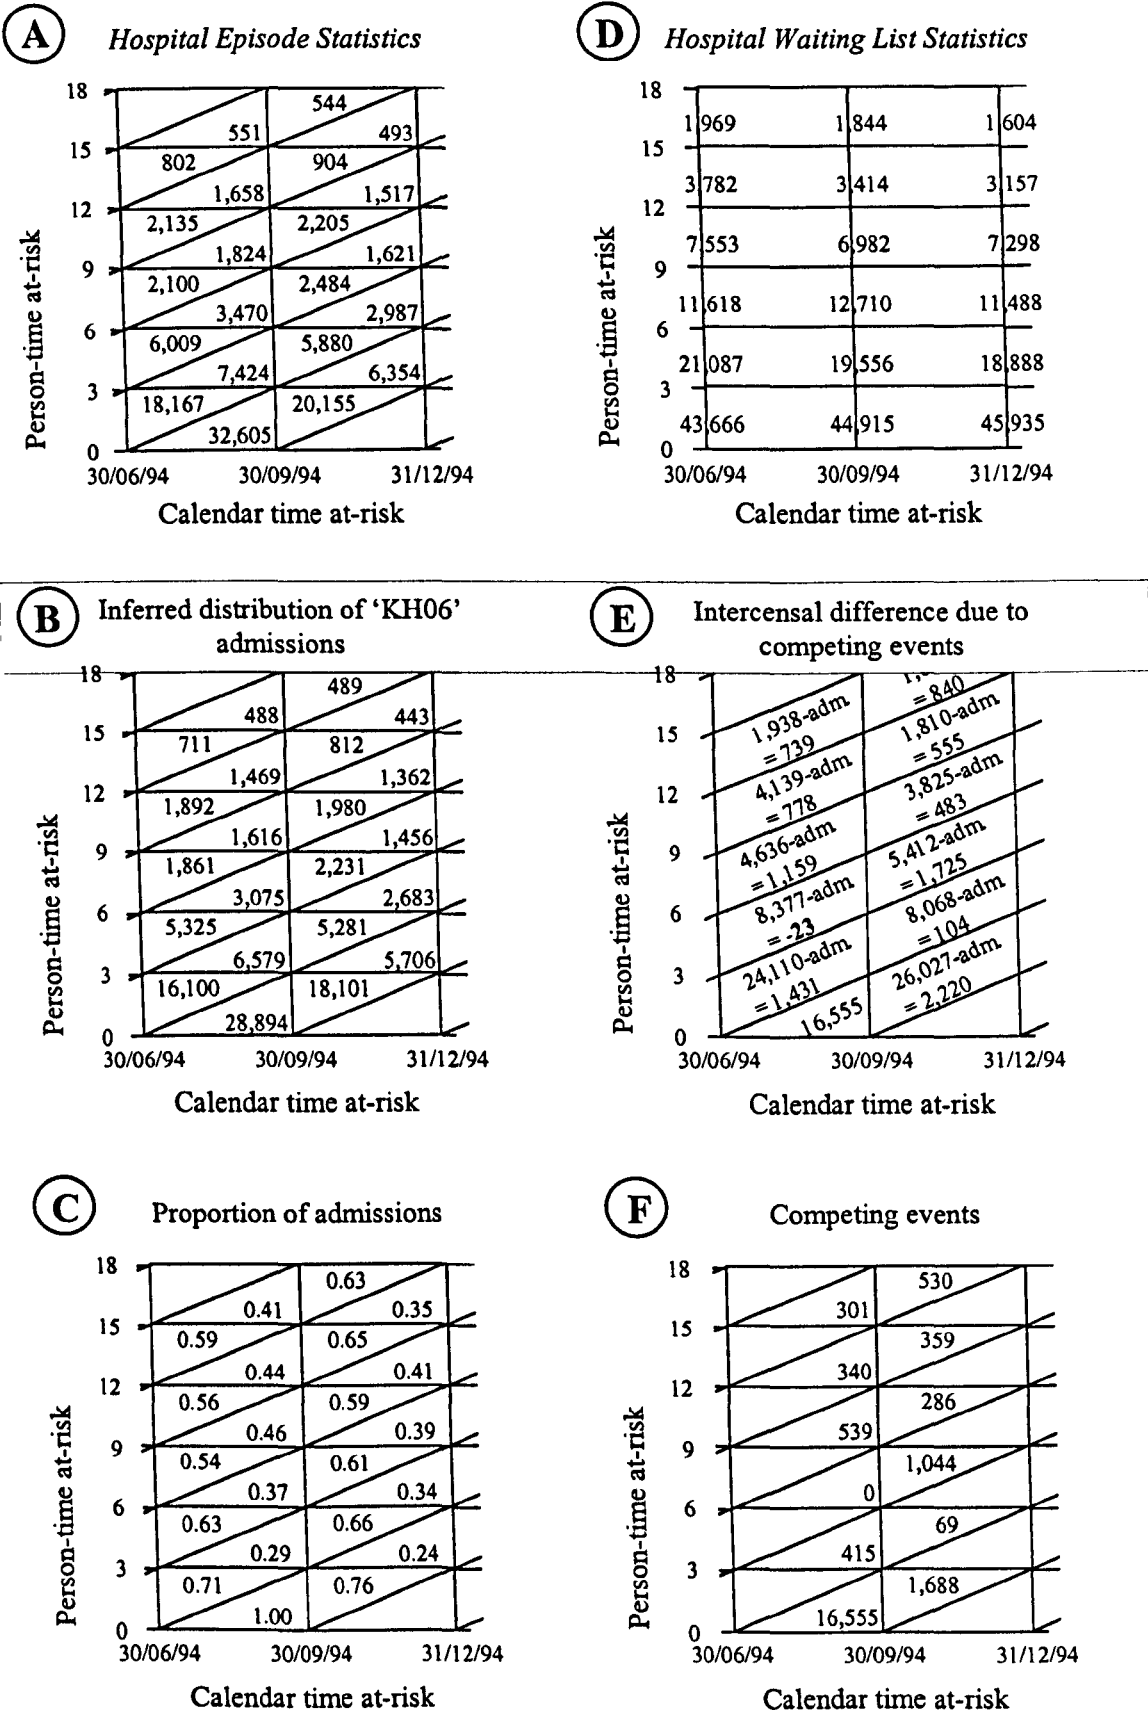 A
Hospital Episode Statistics
18
544
551
493
15
802
904
1,658
1,517
12
2,135
2,205
1,824
1,621
9
2,100
2,484
3,470
2,987
6
6,009
5,880
7,424
6,354
3
18,167
20,155
32,605
0
30/06/94 30/09/94 31/12/94
Calendar time at-risk
Person-time at-risk
D
Hospital Waiting List Statistics
18
1,969 1,844 1,604
15
3,782 3,414 3,157
12
7,553 6,982 7,298
9
11,618 12,710 11,488
6
21,087 19,556 18,888
3
43,666 44,915 45,935
0
30/06/94 30/09/94 31/12/94
Calendar time at-risk
Person-time at-risk
B
Inferred distribution of ‘KH06’
admissions
18
489
488
443
15
711
812
1,469
1,362
12
1,892
1,980
1,616
1,456
9
1,861
2,231
3,075
2,683
6
5,325
5,281
6,579
5,706
3
16,100
18,101
28,894
0
30/06/94 30/09/94 31/12/94
Calendar time at-risk
Person-time at-risk
E
Intercensal difference due to
competing events
18
= 840
1,938-adm
= 739
1,810-adm
= 555
15
4,139-adm
= 778
3,825-adm
= 483
12
4,636-adm
= 1,159
5,412-adm
= 1,725
9
8,377-adm
= -23
8,068-adm
= 104
6
24,110-adm
= 1,431
26,027-adm
= 2,220
3
16,555
0
30/06/94 30/09/94 31/12/94
Calendar time at-risk
Person-time at-risk
C
Proportion of admissions
18
0.63
0.41
0.35
15
0.59
0.65
0.44
0.41
12
0.56
0.59
0.46
0.39
9
0.54
0.61
0.37
0.34
6
0.63
0.66
0.29
0.24
3
0.71
0.76
1.00
0
30/06/94 30/09/94 31/12/94
Calendar time at-risk
Person-time at-risk
F
Competing events
18
530
301
15
359
340
12
286
539
9
1,044
0
6
69
415
3
1,688
16,555
0
30/06/94 30/09/94 31/12/94
Calendar time at-risk
Person-time at-risk